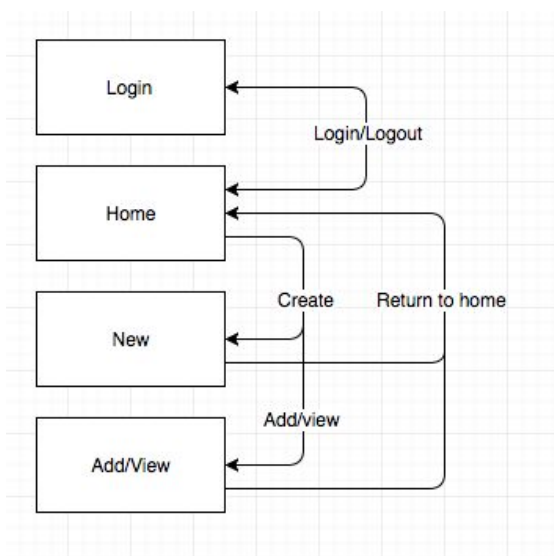 Login
Login/Logout
Home
Create
Return to home
New
Add/view
Add/View